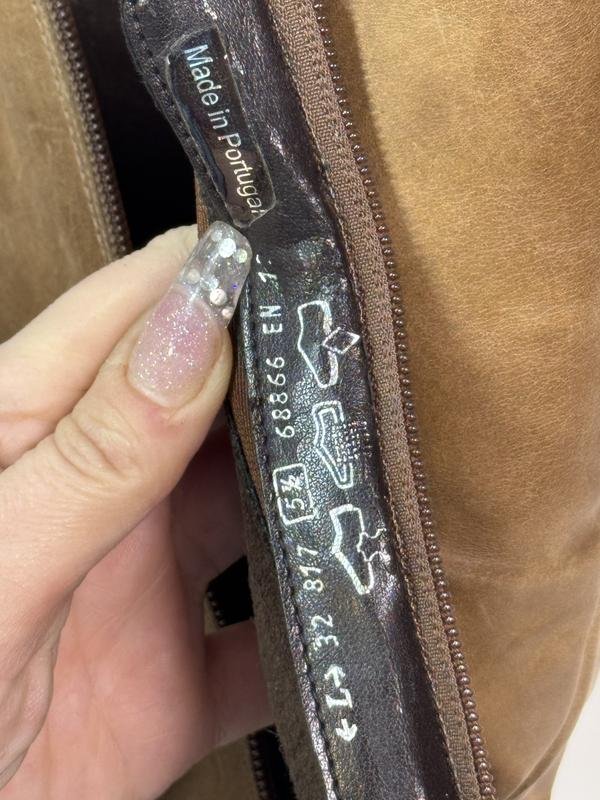 Made in Portugal
←Z→ 32 817 5½ 68866 EN